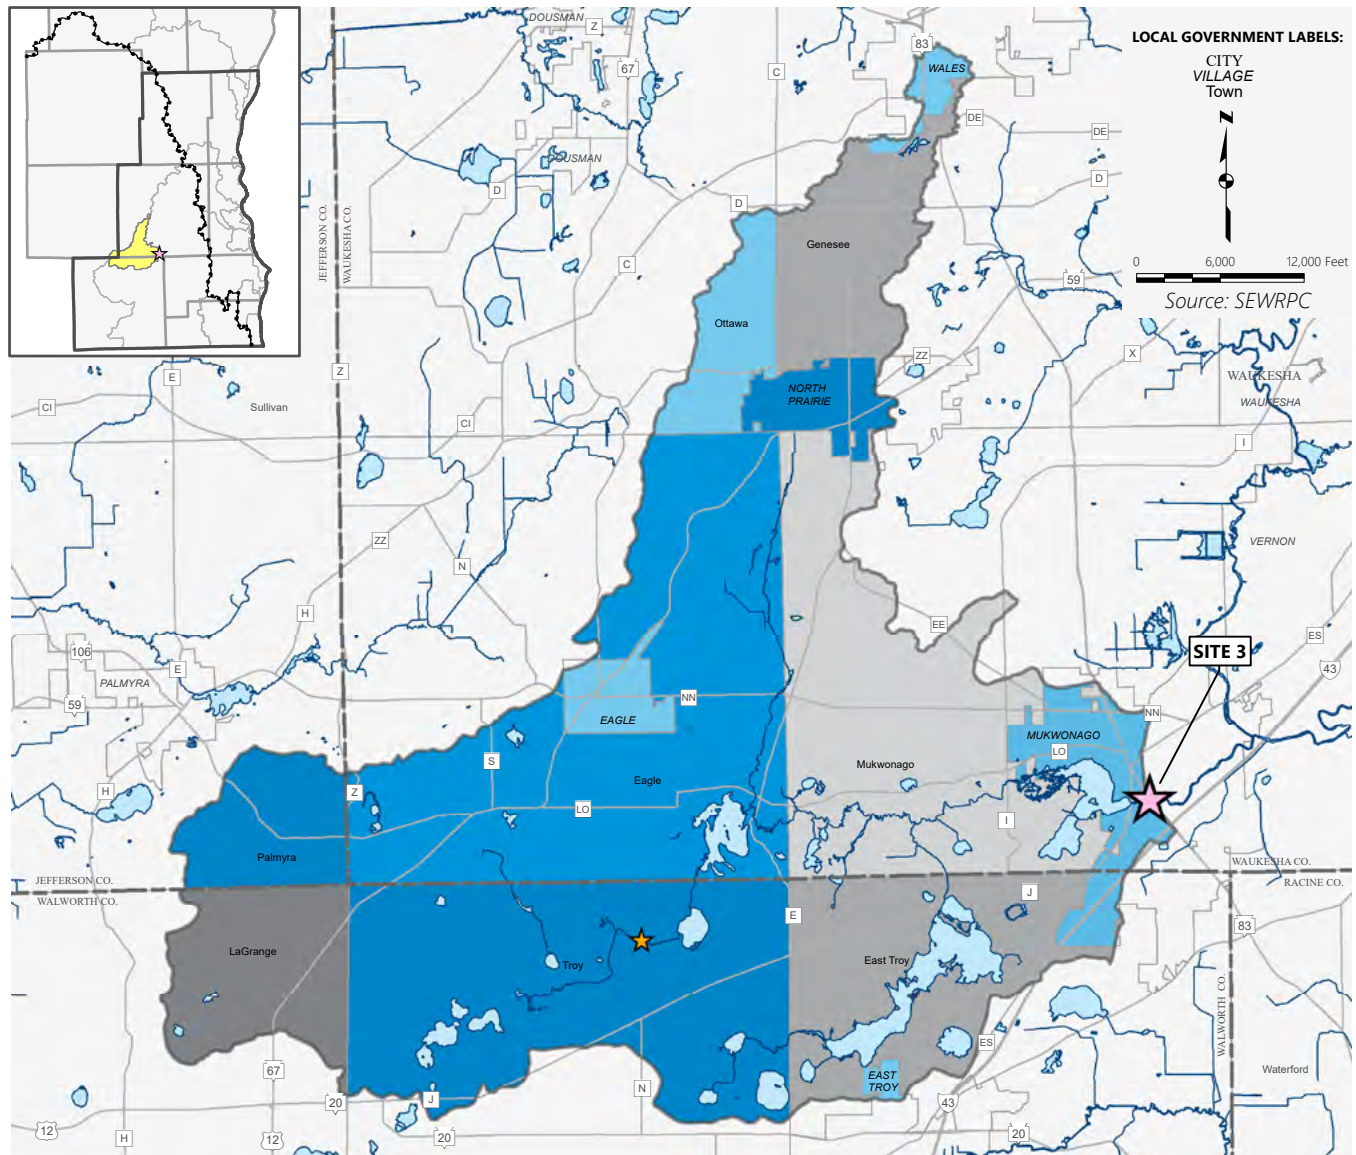 LOCAL GOVERNMENT LABELS:
CITY
VILLAGE
Town
N
0 6,000 12,000 Feet
Source: SEWRPC
DOUSMAN
Z
67
C
83
WALES
DE
DE
DOUSMAN
D
D
D
JEFFERSON CO.
WAUKESHA CO.
Genesee
C
59
Ottawa
Z
E
ZZ
X
WAUKESHA
NORTH
PRAIRIE
WAUKESHA
CI
Sullivan
CI
I
ZZ
VERNON
N
H
EE
ES
106
E
SITE 3
43
PALMYRA
59
NN
NN
EAGLE
MUKWONAGO
LO
S
Mukwonago
Eagle
H
Z
LO
I
Palmyra
WAUKESHA CO.
JEFFERSON CO.
RACINE CO.
WALWORTH CO.
J
E
83
LaGrange
Troy
East Troy
WALWORTH CO.
ES
67
Waterford
EAST
TROY
N
J
20
43
12
H
12
20
20